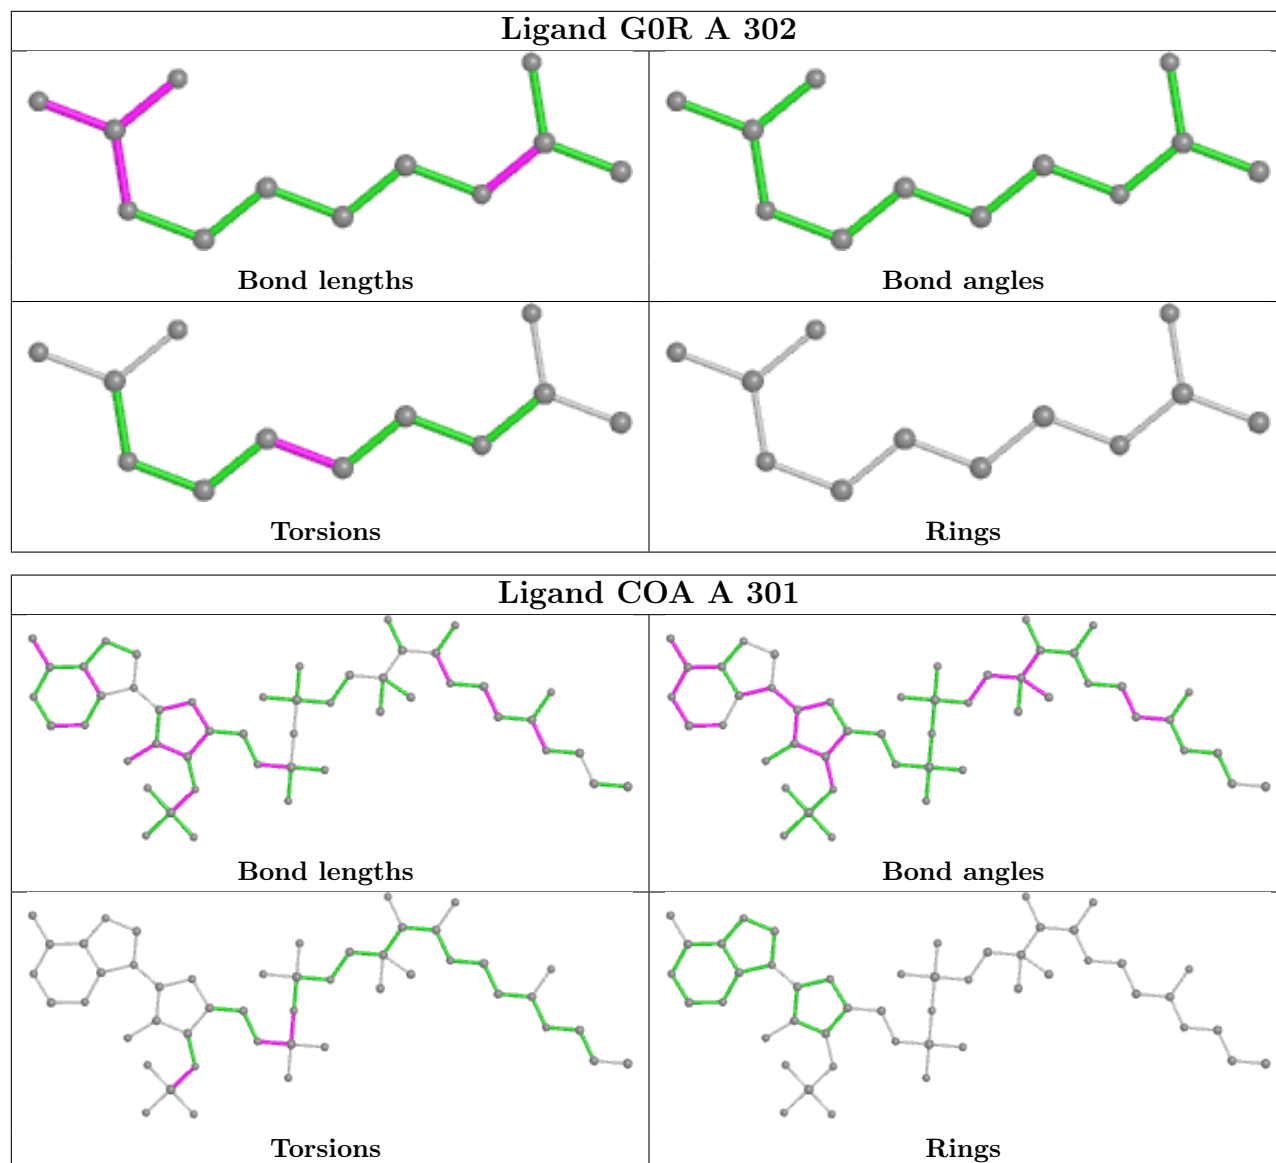 Ligand G0R A 302
Bond lengths
Bond angles
Torsions
Rings
Ligand COA A 301
Bond lengths
Bond angles
Torsions
Rings